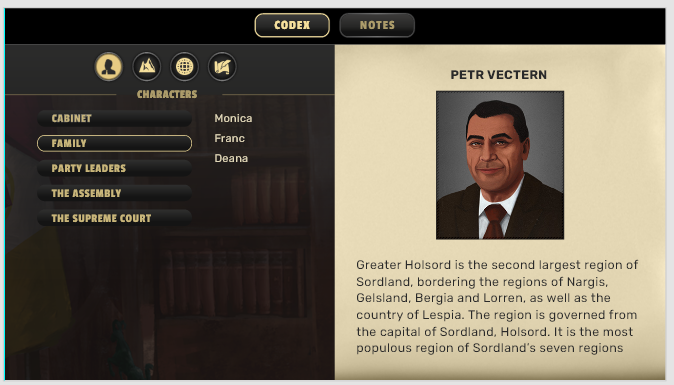 CODEX
NOTES
CHARACTERS
CABINET
FAMILY
PARTY LEADERS
THE ASSEMBLY
THE SUPREME COURT
Monica
Franc
Deana
PETR VECTERN
Greater Holsord is the second largest region of
Sordland, bordering the regions of Nargis,
Gelsland, Bergia and Lorren, as well as the
country of Lespia. The region is governed from
the capital of Sordland, Holsord. It is the most
populous region of Sordland's seven regions